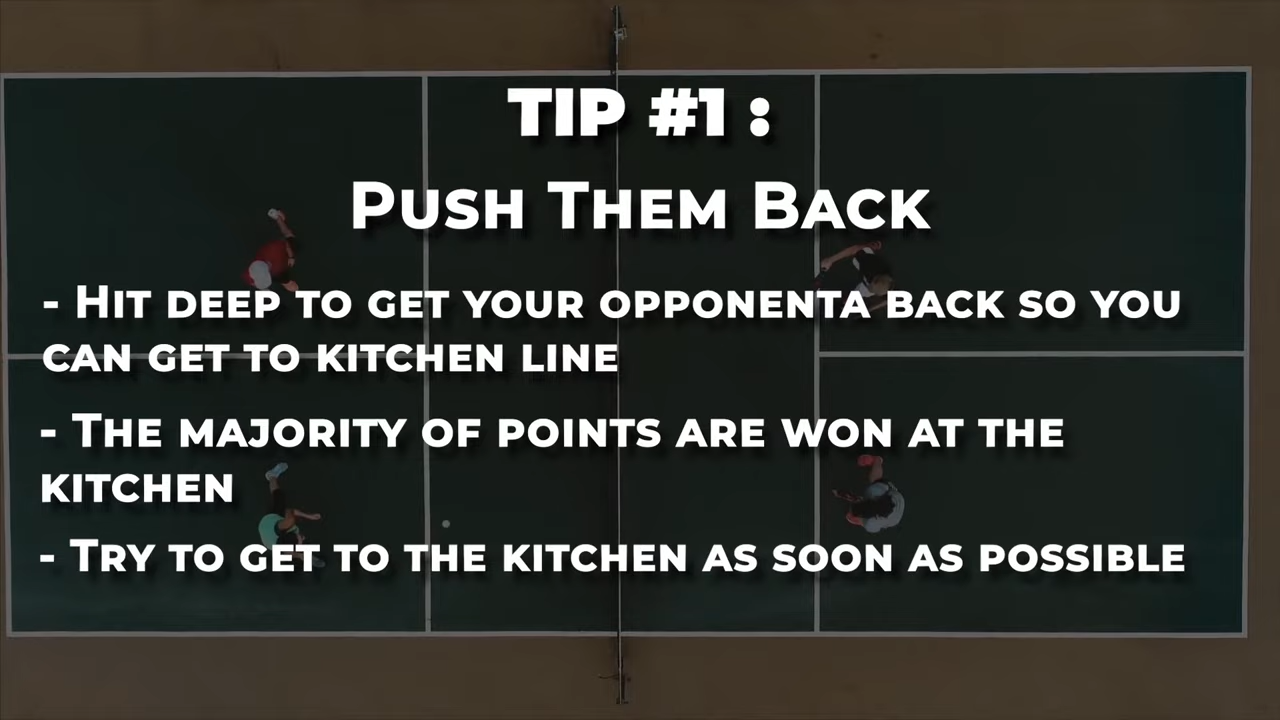 TIP #1 :
Push Them Back
- Hit deep to get your opponenta back so you
can get to kitchen line
- The majority of points are won at the
kitchen
- Try to get to the kitchen as soon as possible